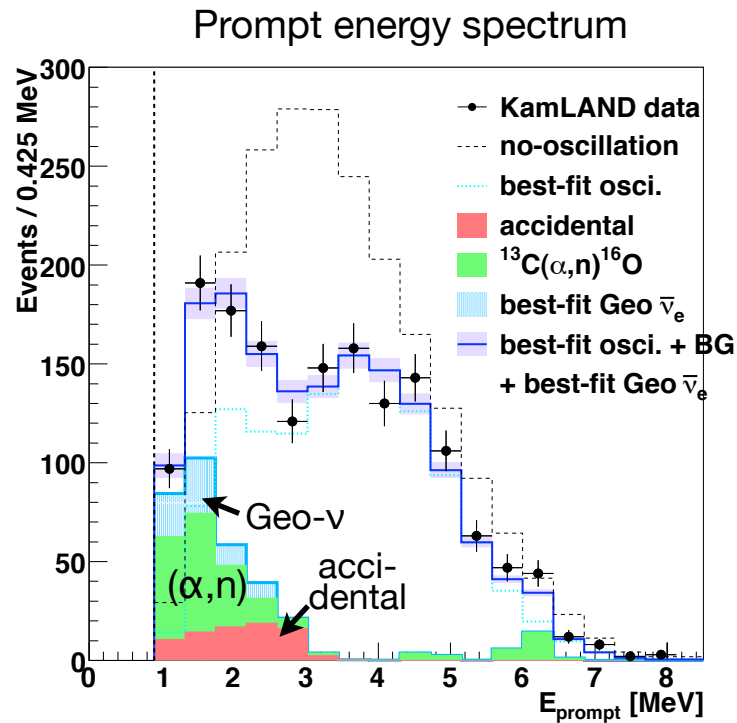 Prompt energy spectrum
Events / 0.425 MeV
300
250
200
150
100
50
0
KamLAND data
no-oscillation
best-fit osci.
accidental
¹³C(α,n)¹⁶O
best-fit Geo ν̅ₑ
best-fit osci. + BG
+ best-fit Geo ν̅ₑ
Geo-ν
(α,n)
acci-
dental
0 1 2 3 4 5 6 7 8
E_prompt [MeV]